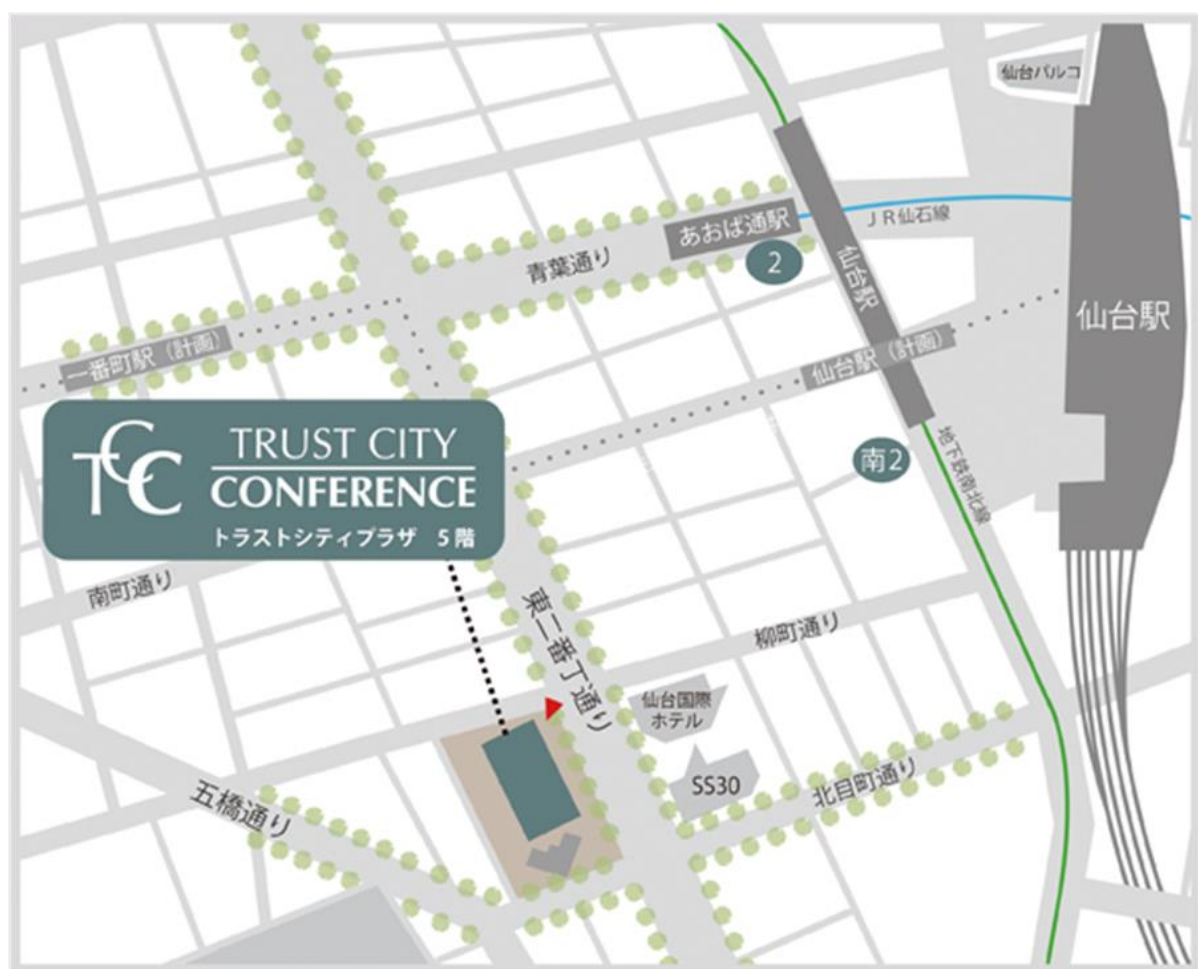 仙台パルコ
JR仙石線
あおば通駅
2
青葉通り
仙台駅
仙台駅
一番町駅（計画）
仙台駅（計画）
TCC
TRUST CITY
CONFERENCE
トラストシティプラザ 5階
南2
地下鉄南北線
南町通り
東二番丁通り
柳町通り
仙台国際
ホテル
SS30
北目町通り
五橋通り